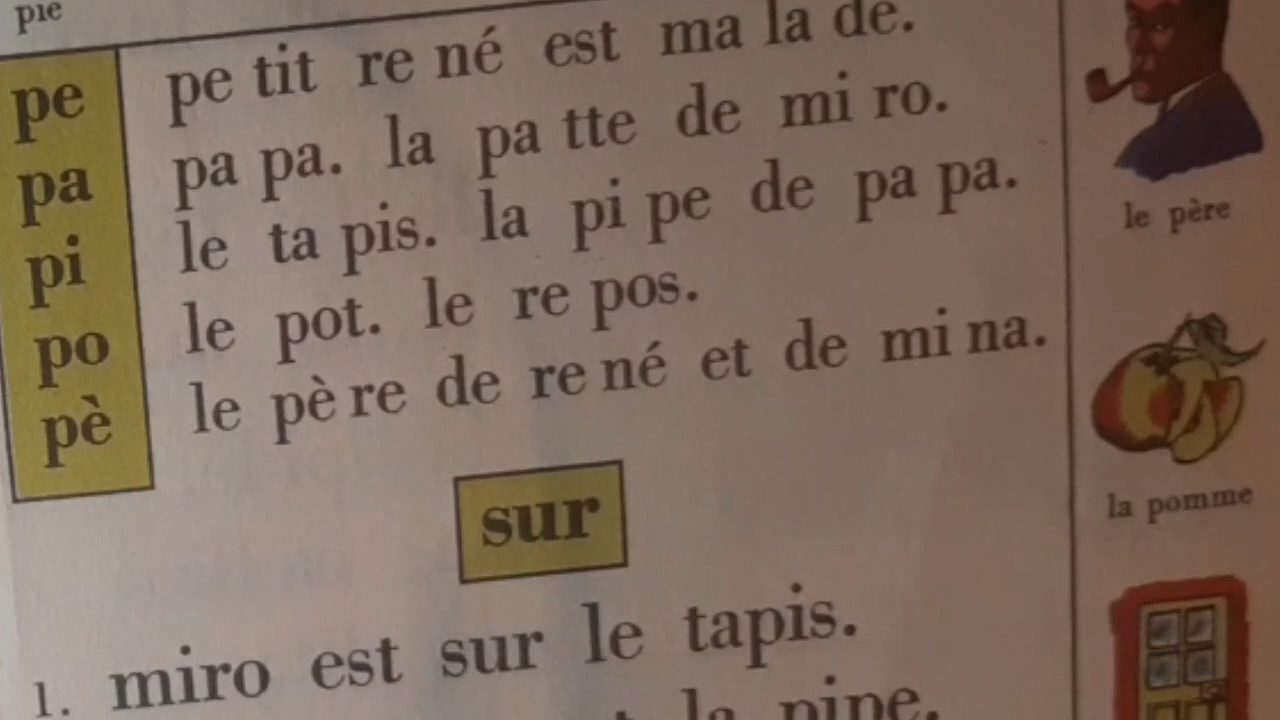 pie
pe
pa
pi
po
pè
pe tit re né est ma la de.
pa pa. la pa tte de mi ro.
le ta pis. la pi pe de pa pa.
le pot. le re pos.
le pè re de re né et de mi na.
sur
1. miro est sur le tapis.
la pipe.
le père
la pomme